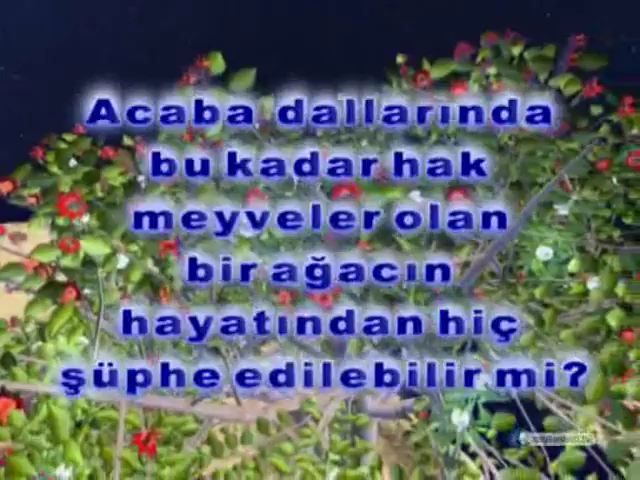 Acaba dallarında
bu kadar hak
meyveler olan
bir ağacın
hayatından hiç
şüphe edilebilir mi?